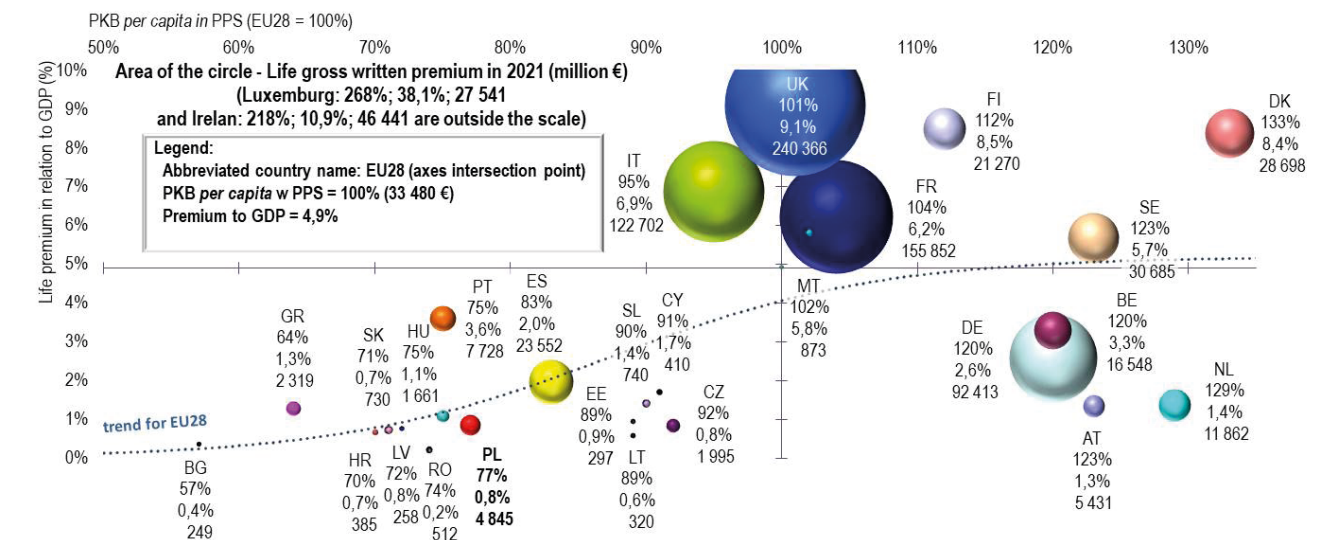 PKB per capita in PPS (EU28 = 100%)
50% 60% 70% 80% 90% 100% 110% 120% 130%
Life premium in relation to GDP (%)
10%
9%
8%
7%
6%
5%
4%
3%
2%
1%
0%
Area of the circle - Life gross written premium in 2021 (million €)
(Luxemburg: 268%; 38,1%; 27 541
and Irelan: 218%; 10,9%; 46 441 are outside the scale)
Legend:
Abbreviated country name: EU28 (axes intersection point)
PKB per capita w PPS = 100% (33 480 €)
Premium to GDP = 4,9%
UK
101%
9,1%
240 366
FI
112%
8,5%
21 270
DK
133%
8,4%
28 698
IT
95%
6,9%
122 702
FR
104%
6,2%
155 852
SE
123%
5,7%
30 685
MT
102%
5,8%
873
GR
64%
1,3%
2 319
SK
71%
0,7%
730
HU
75%
1,1%
1 661
PT
75%
3,6%
7 728
ES
83%
2,0%
23 552
SL
90%
1,4%
740
CY
91%
1,7%
410
EE
89%
0,9%
297
LT
89%
0,6%
320
CZ
92%
0,8%
1 995
DE
120%
2,6%
92 413
BE
120%
3,3%
16 548
NL
129%
1,4%
11 862
AT
123%
1,3%
5 431
trend for EU28
BG
57%
0,4%
249
HR
70%
0,7%
385
LV
72%
0,8%
258
RO
74%
0,2%
512
PL
77%
0,8%
4 845